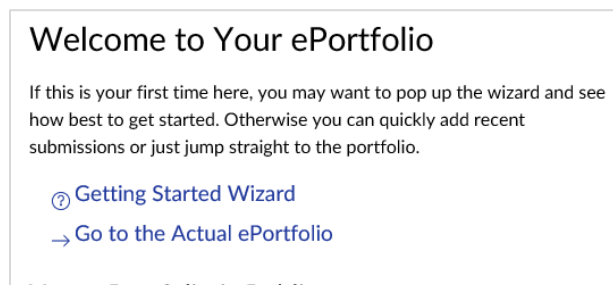 Welcome to Your ePortfolio
If this is your first time here, you may want to pop up the wizard and see
how best to get started. Otherwise you can quickly add recent
submissions or just jump straight to the portfolio.
Getting Started Wizard
Go to the Actual ePortfolio